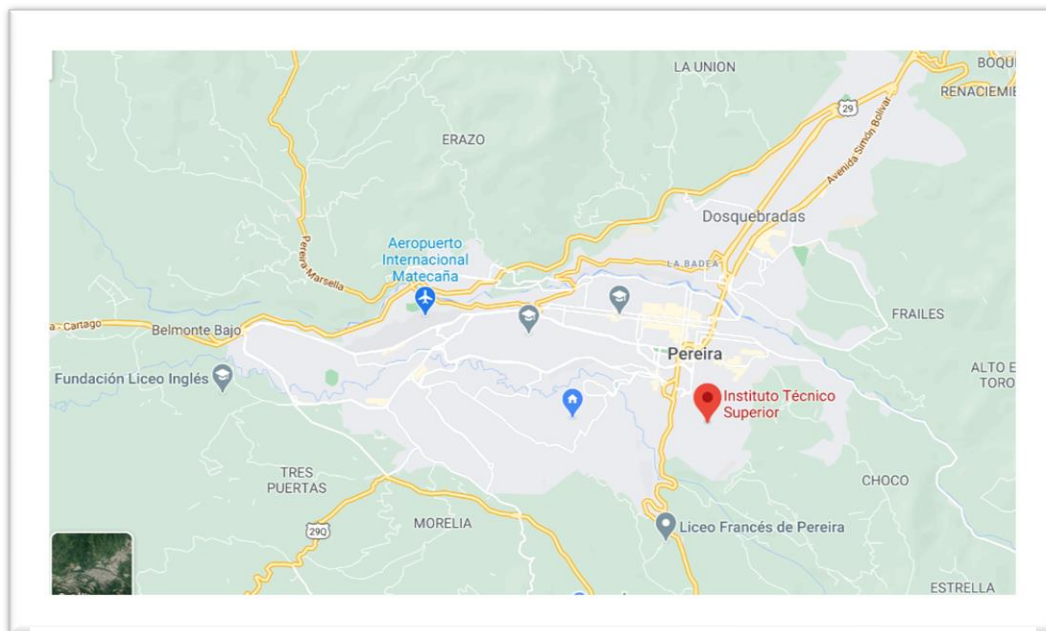 LA UNION
BOQU
RENACIEMIE
29
Avenida Simón Bolívar
ERAZO
Dosquebradas
Aeropuerto
Internacional
Matecaña
LA BADEA
Pereira-Marsella
a - Cartago
Belmonte Bajo
FRAILES
Pereira
Fundación Liceo Inglés
ALTO E
TORO
Instituto Técnico
Superior
TRES
PUERTAS
CHOCO
MORELIA
29Q
Liceo Francés de Pereira
ESTRELLA